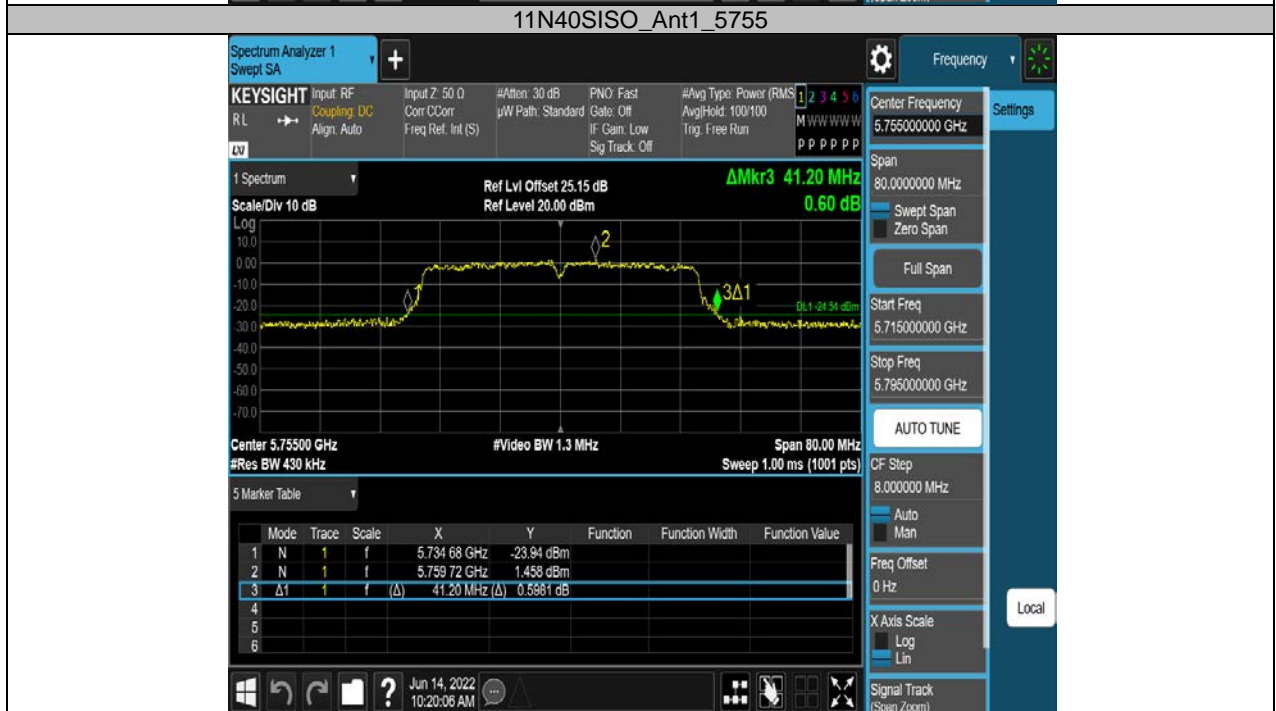 11N40SISO_Ant1_5755
Spectrum Analyzer 1
Swept SA
+
Frequency
KEYSIGHT
RL
LXI
Input: RF
Coupling: DC
Align: Auto
Input Z: 50 Ω
Corr CCorr
Freq Ref: Int (S)
#Atten: 30 dB
µW Path: Standard
PNO: Fast
Gate: Off
IF Gain: Low
Sig Track: Off
#Avg Type: Power (RMS
Avg|Hold: 100/100
Trig: Free Run
1 2 3 4 5 6
M W W W W W
P P P P P P
Center Frequency
5.755000000 GHz
Settings
Span
80.0000000 MHz
Swept Span
Zero Span
Full Span
Start Freq
5.715000000 GHz
Stop Freq
5.795000000 GHz
AUTO TUNE
CF Step
8.000000 MHz
Auto
Man
Freq Offset
0 Hz
X Axis Scale
Log
Lin
Local
Signal Track
(Span Zoom)
1 Spectrum
Scale/Div 10 dB
Ref Lvl Offset 25.15 dB
Ref Level 20.00 dBm
ΔMkr3 41.20 MHz
0.60 dB
Log
10.0
0.00
-10.0
-20.0
-30.0
-40.0
-50.0
-60.0
-70.0
1
2
3Δ1
DL1 -24.54 dBm
Center 5.75500 GHz
#Video BW 1.3 MHz
Span 80.00 MHz
#Res BW 430 kHz
Sweep 1.00 ms (1001 pts)
5 Marker Table
Mode Trace Scale X Y Function Function Width Function Value
1 N 1 f 5.734 68 GHz -23.94 dBm
2 N 1 f 5.759 72 GHz 1.458 dBm
3 Δ1 1 f (Δ) 41.20 MHz (Δ) 0.5981 dB
4
5
6
?
Jun 14, 2022
10:20:06 AM